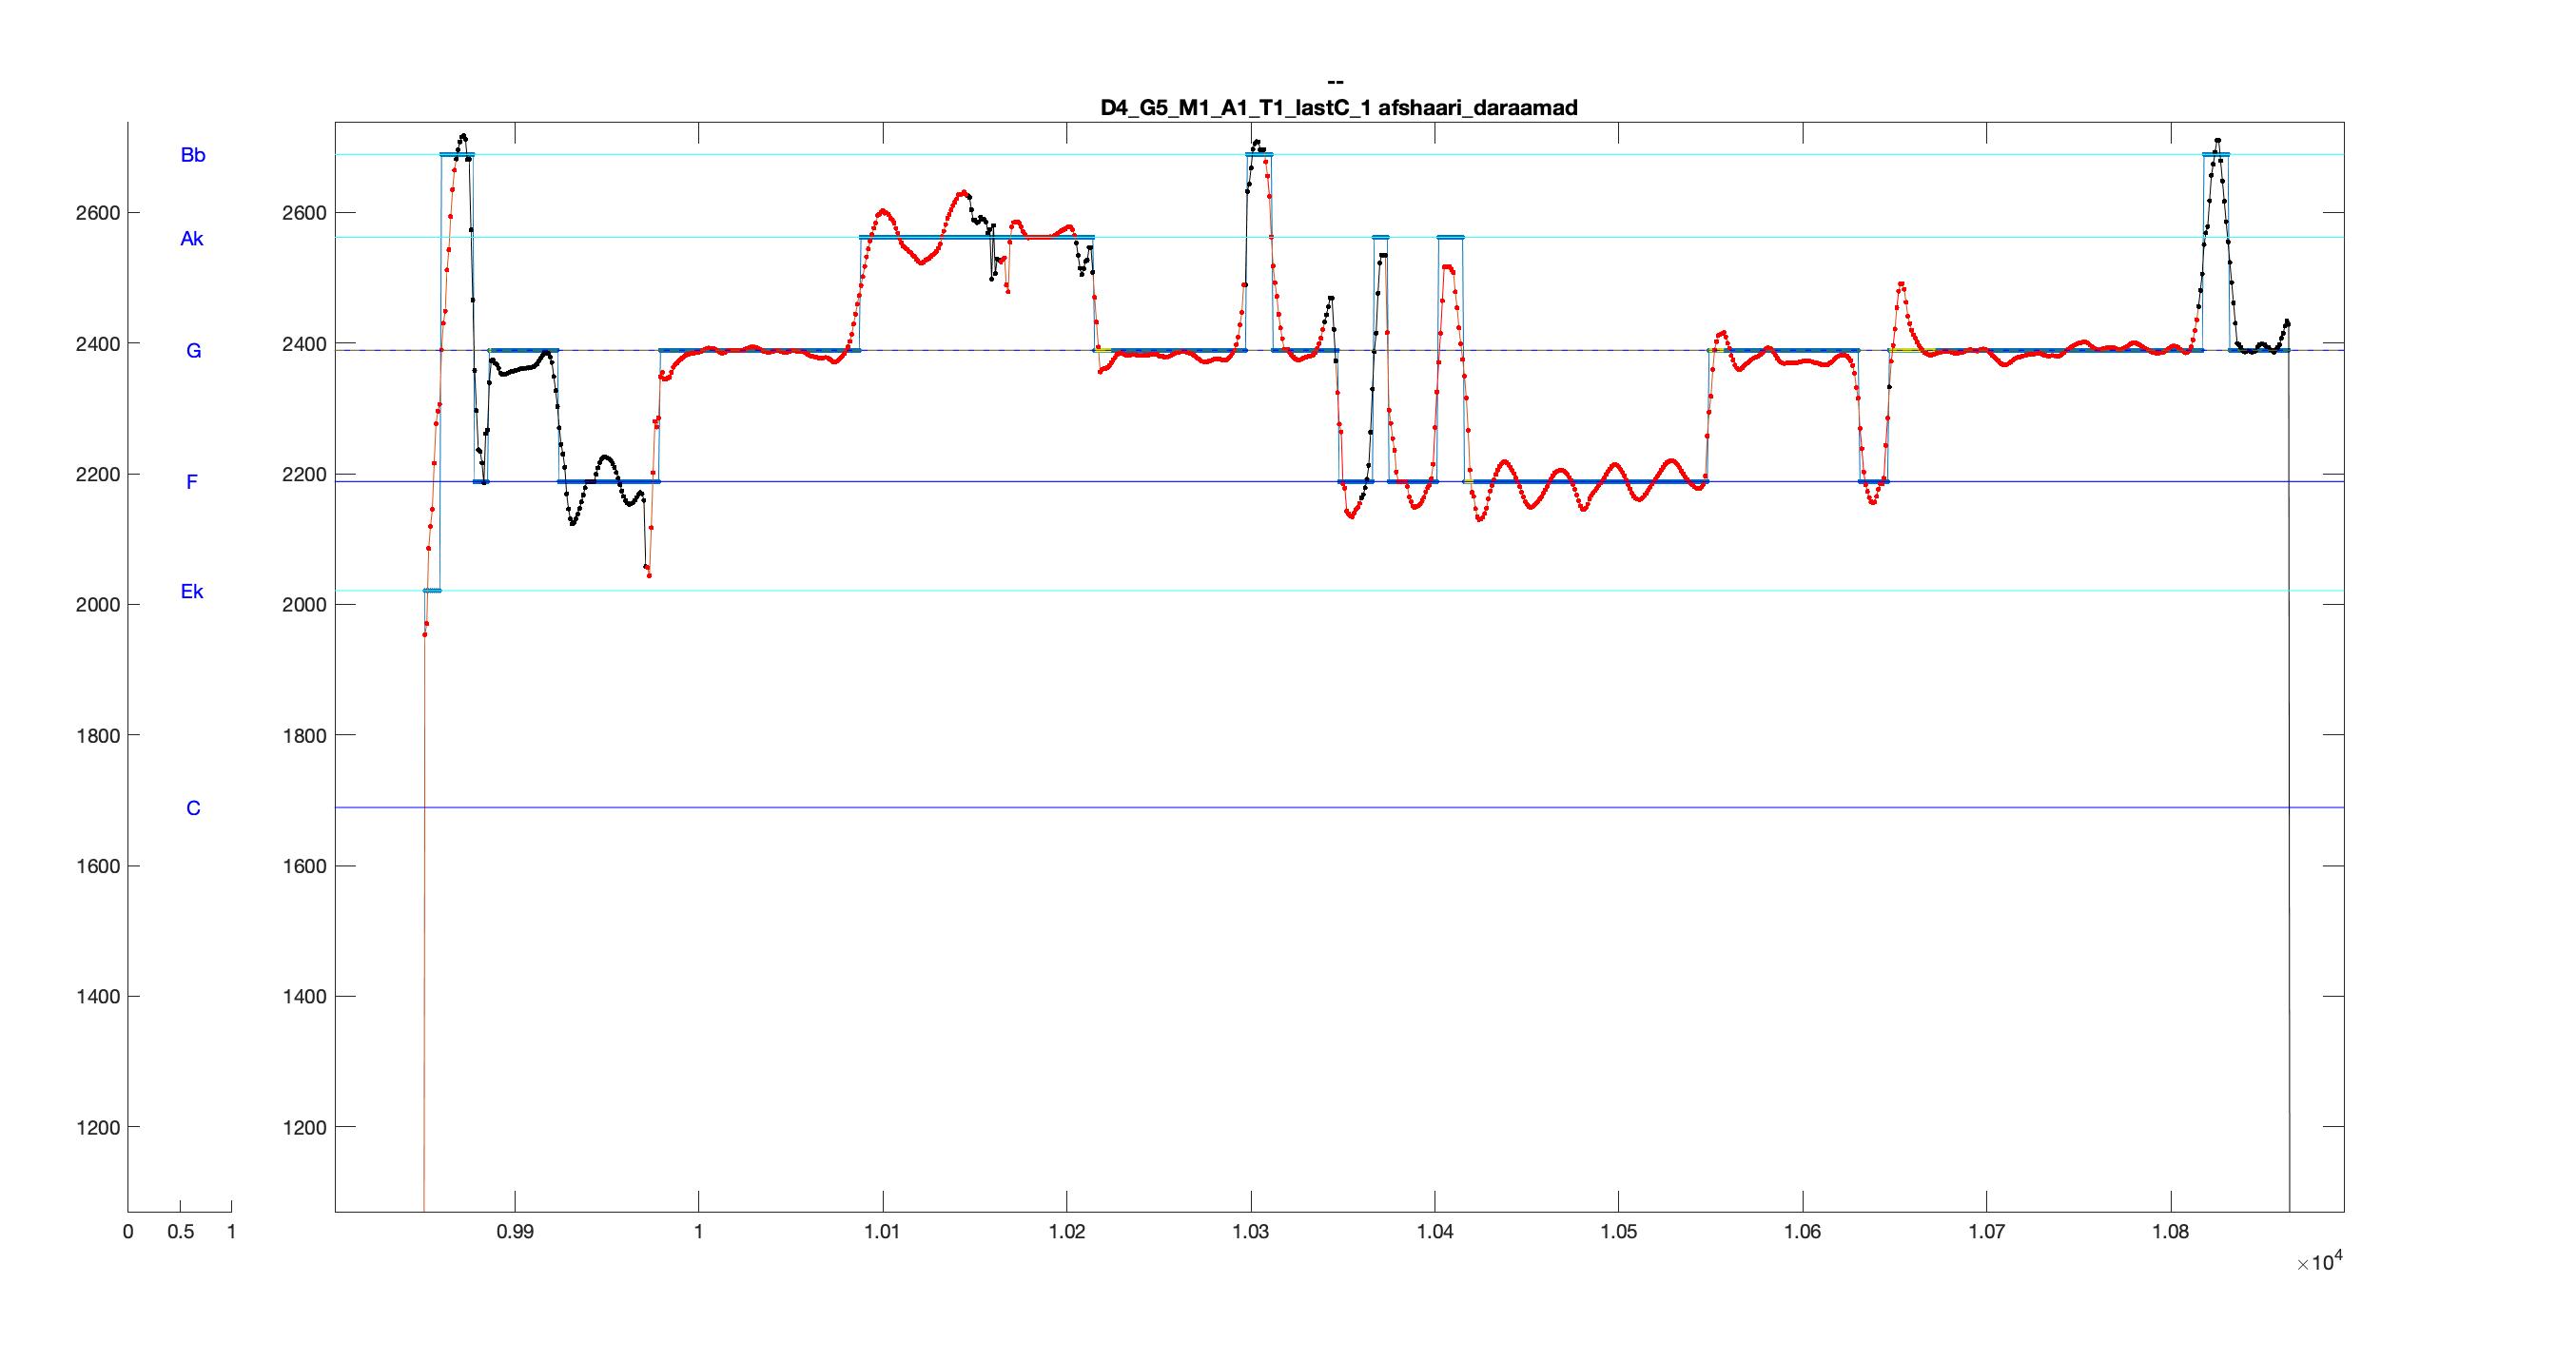 --
D4_G5_M1_A1_T1_lastC_1 afshaari_daraamad
Bb
2600 2600
Ak
2400 G 2400
2200 F 2200
Ek
2000 2000
1800 1800
C
1600 1600
1400 1400
1200 1200
0 0.5 1 0.99 1 1.01 1.02 1.03 1.04 1.05 1.06 1.07 1.08
×10⁴